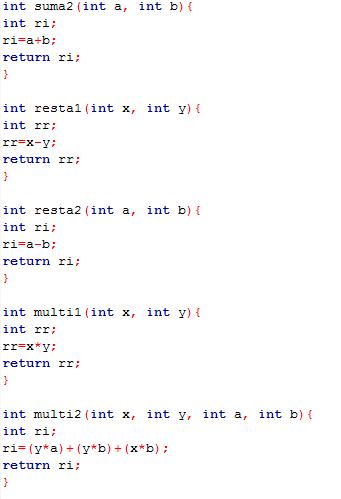 int suma2(int a, int b){
int ri;
ri=a+b;
return ri;
}
int resta1(int x, int y){
int rr;
rr=x-y;
return rr;
}
int resta2(int a, int b){
int ri;
ri=a-b;
return ri;
}
int multi1(int x, int y){
int rr;
rr=x*y;
return rr;
}
int multi2(int x, int y, int a, int b){
int ri;
ri=(y*a)+(y*b)+(x*b);
return ri;
}